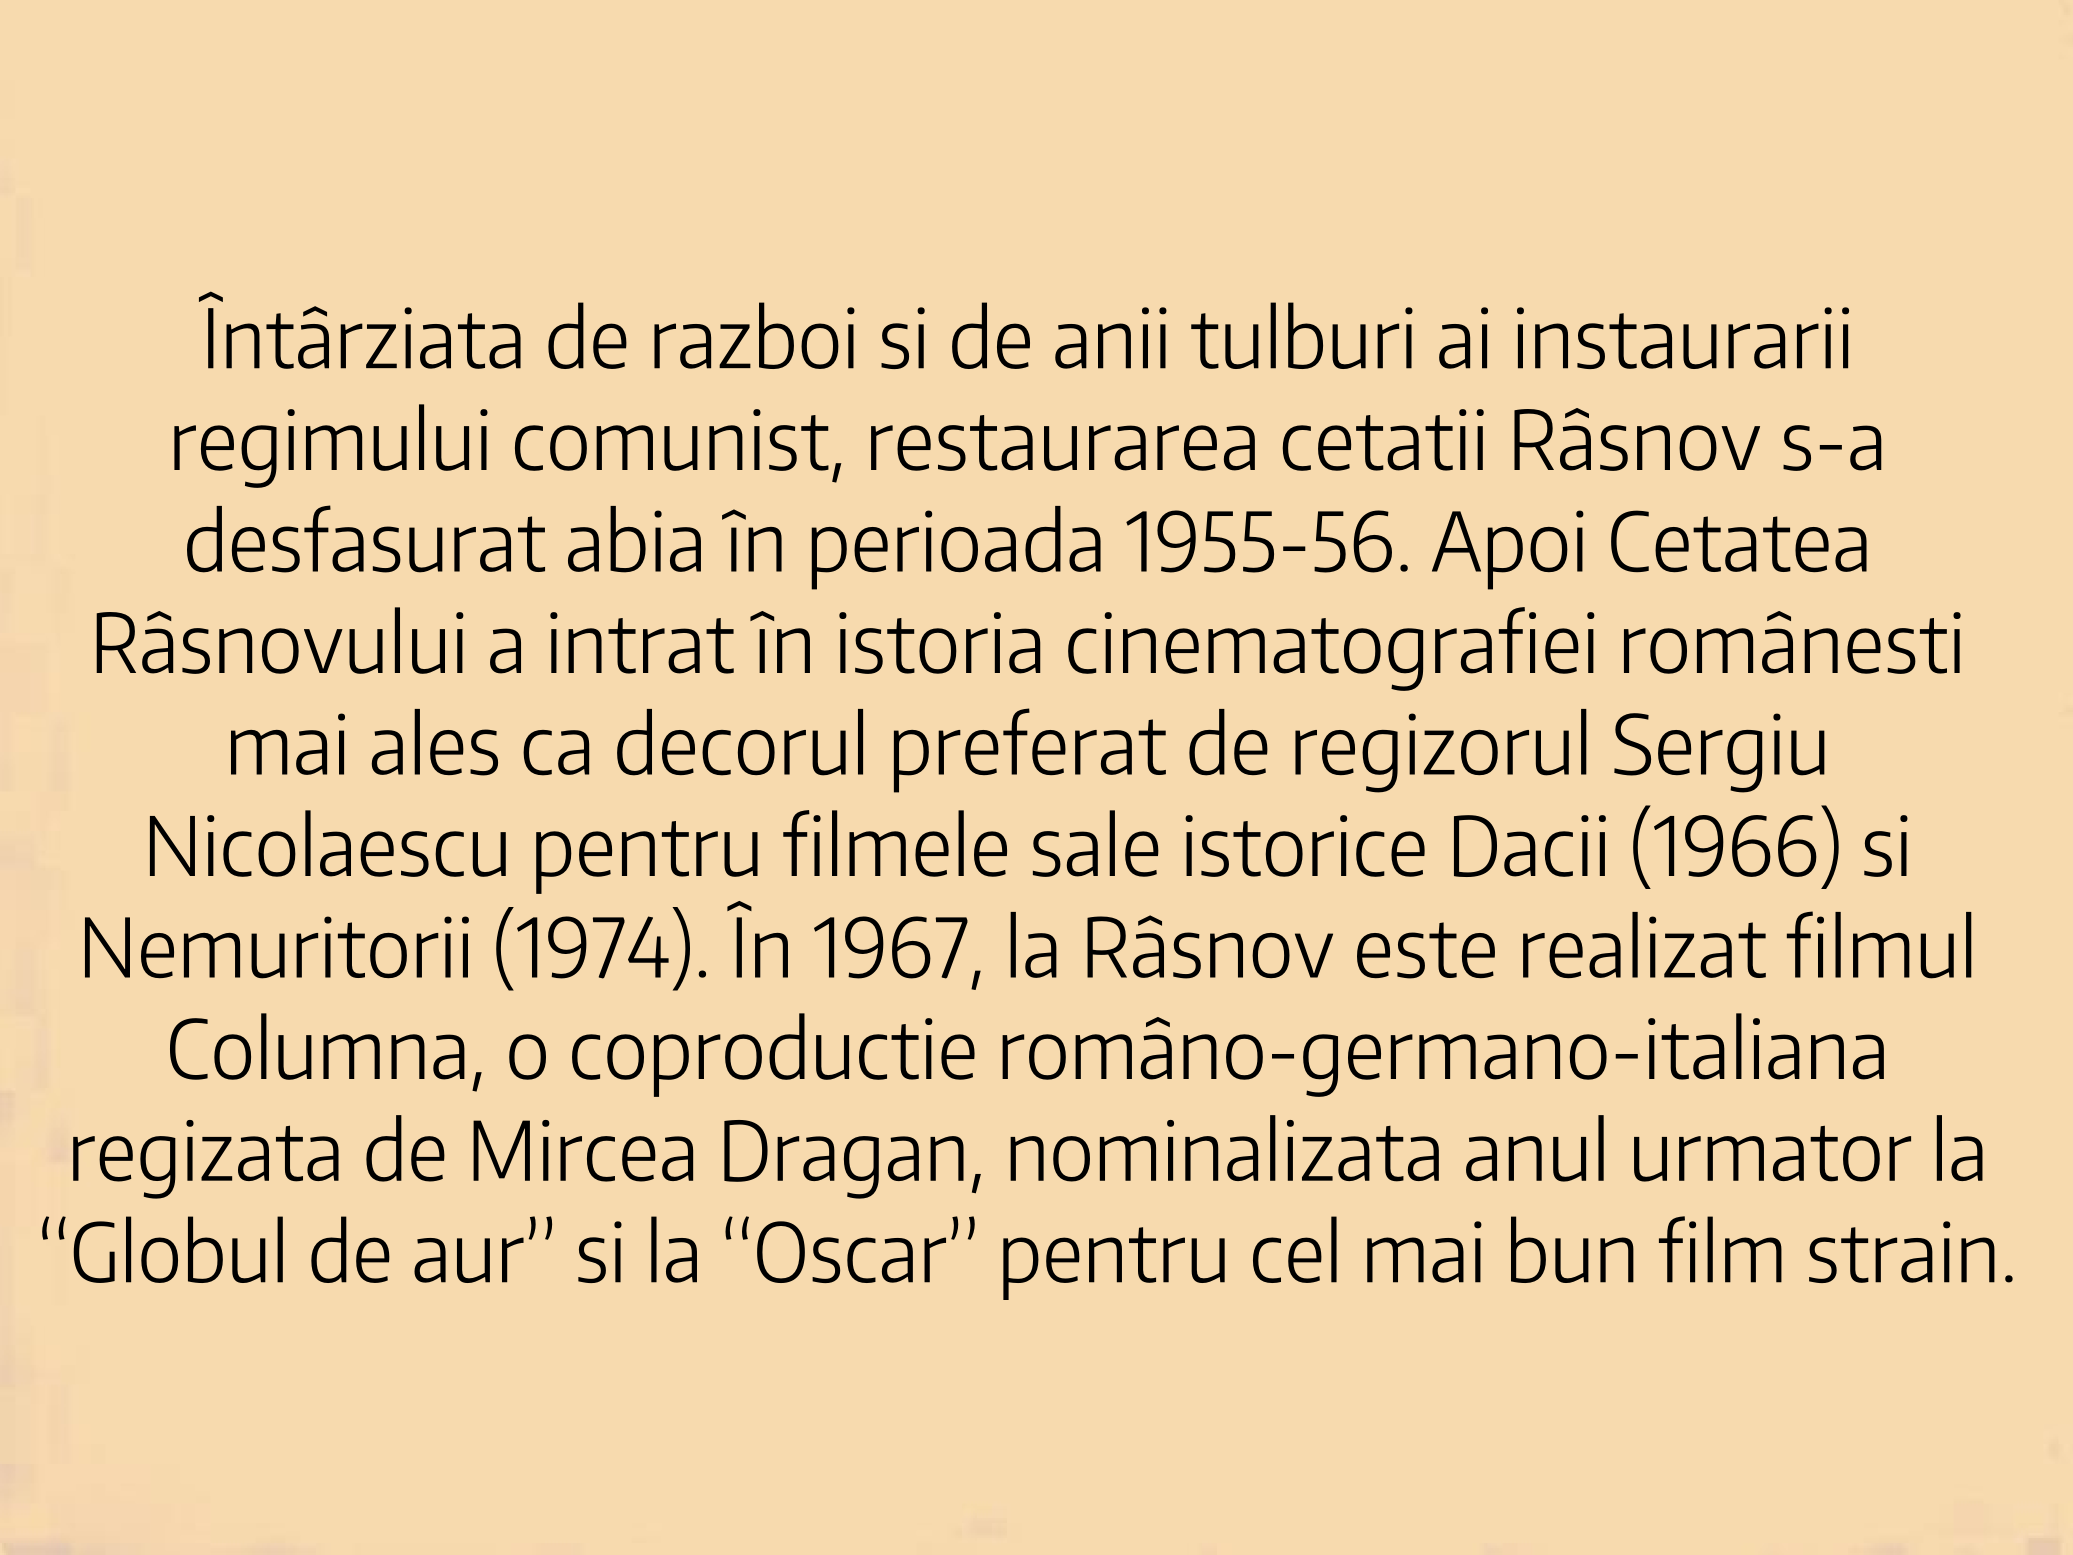 Întârziata de razboi si de anii tulburi ai instaurarii
regimului comunist, restaurarea cetatii Râsnov s-a
desfasurat abia în perioada 1955-56. Apoi Cetatea
Râsnovului a intrat în istoria cinematografiei românesti
mai ales ca decorul preferat de regizorul Sergiu
Nicolaescu pentru filmele sale istorice Dacii (1966) si
Nemuritorii (1974). În 1967, la Râsnov este realizat filmul
Columna, o coproductie româno-germano-italiana
regizata de Mircea Dragan, nominalizata anul urmator la
“Globul de aur” si la “Oscar” pentru cel mai bun film strain.